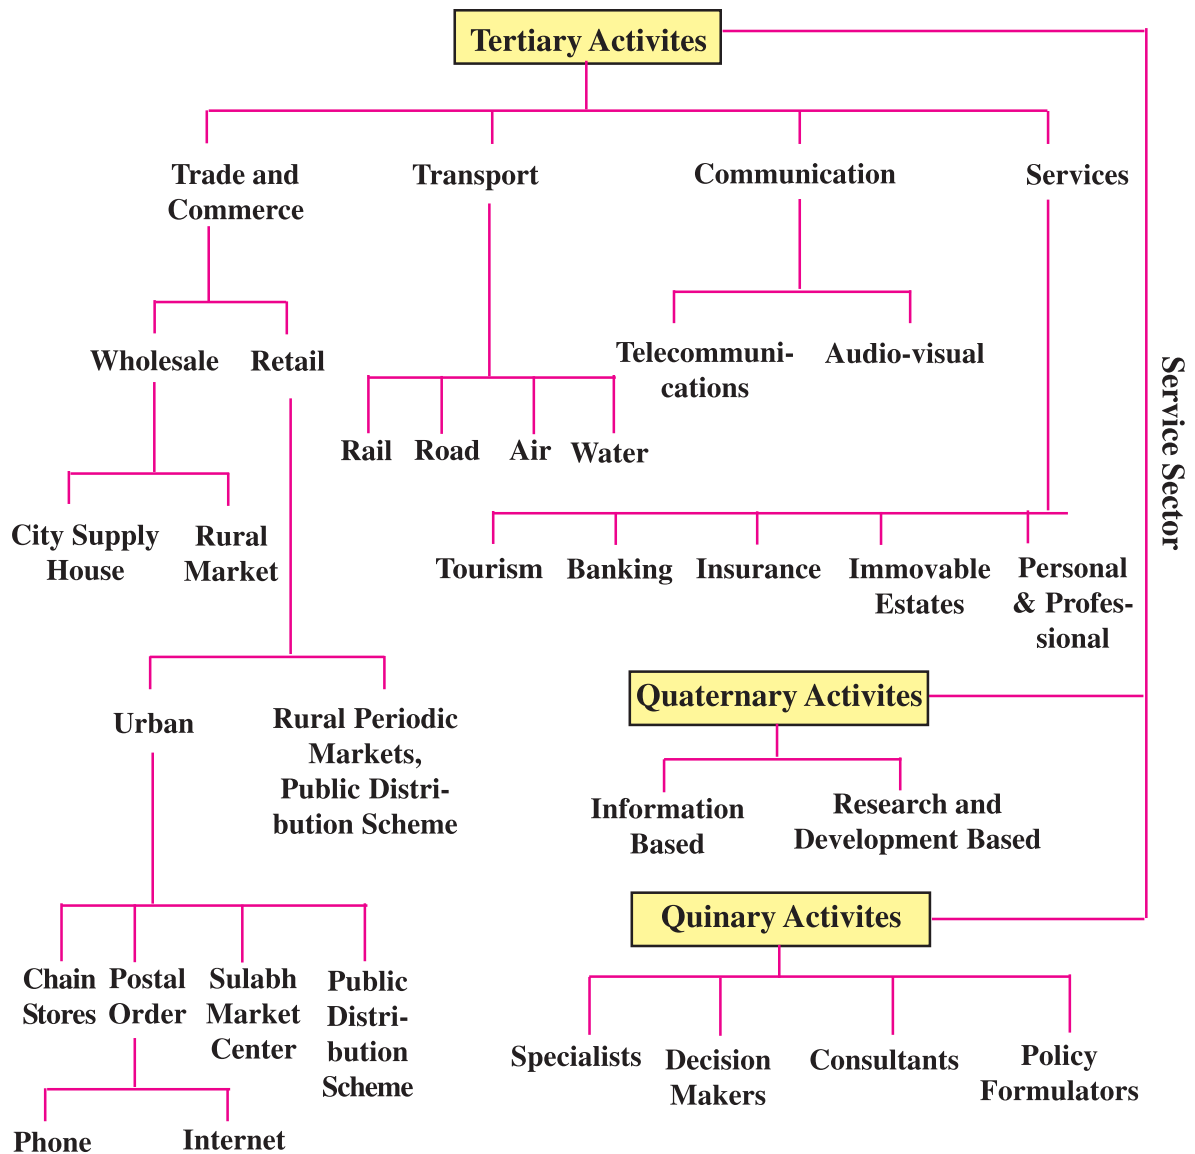 Tertiary Activites
Trade and
Commerce
Transport
Communication
Services
Wholesale
Retail
Telecommuni-
cations
Audio-visual
Rail
Road
Air
Water
Service Sector
City Supply
House
Rural
Market
Tourism
Banking
Insurance
Immovable
Estates
Personal
& Profes-
sional
Urban
Rural Periodic
Markets,
Public Distri-
bution Scheme
Quaternary Activites
Information
Based
Research and
Development Based
Quinary Activites
Chain
Stores
Postal
Order
Sulabh
Market
Center
Public
Distri-
bution
Scheme
Specialists
Decision
Makers
Consultants
Policy
Formulators
Phone
Internet